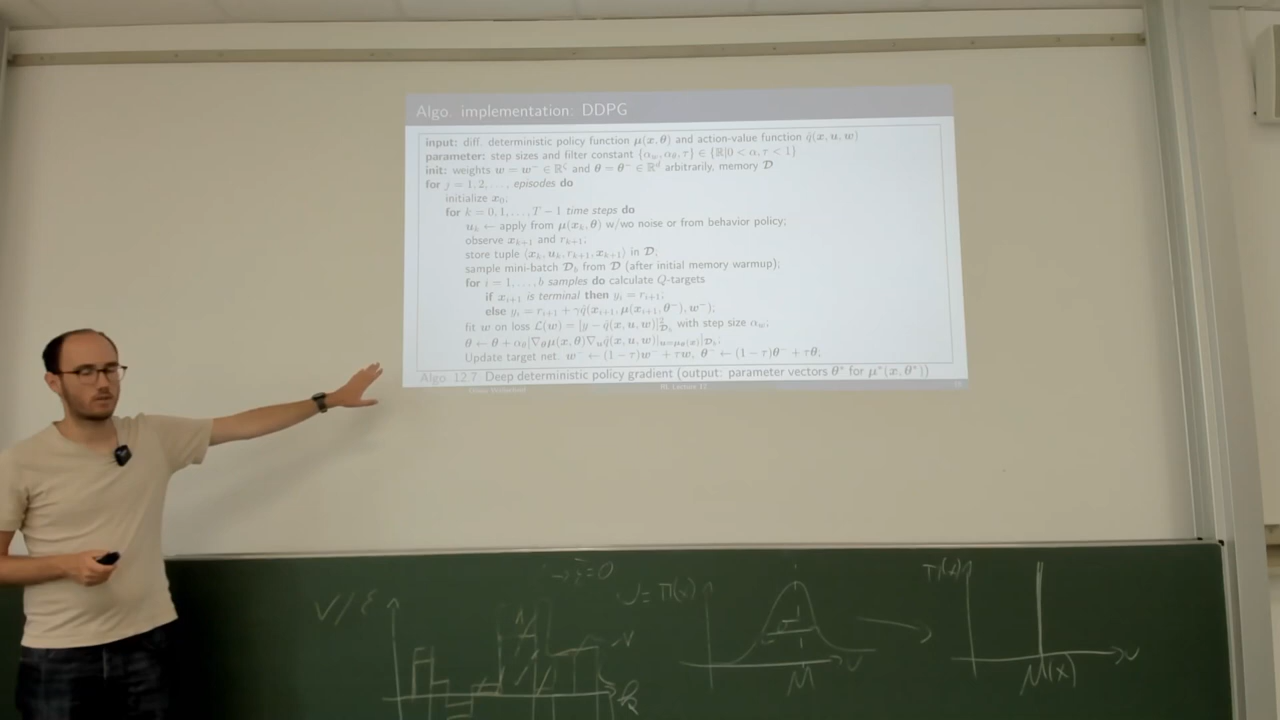 Algo. implementation: DDPG
input: diff. deterministic policy function μ(x, θ) and action-value function q̂(x, u, w)
parameter: step sizes and filter constant {α_w, α_θ, τ} ∈ {ℝ|0 < α, τ < 1}
init: weights w = w⁻ ∈ ℝ^ζ and θ = θ⁻ ∈ ℝ^d arbitrarily, memory 𝒟
for j = 1, 2, . . . , episodes do
initialize x₀;
for k = 0, 1, . . . , T − 1 time steps do
u_k ← apply from μ(x_k, θ) w/wo noise or from behavior policy;
observe x_{k+1} and r_{k+1};
store tuple ⟨x_k, u_k, r_{k+1}, x_{k+1}⟩ in 𝒟;
sample mini-batch 𝒟_b from 𝒟 (after initial memory warmup);
for i = 1, . . . , b samples do calculate Q-targets
if x_{i+1} is terminal then y_i = r_{i+1};
else y_i = r_{i+1} + γq̂(x_{i+1}, μ(x_{i+1}, θ⁻), w⁻);
fit w on loss ℒ(w) = [y − q̂(x, u, w)]²_{𝒟_b} with step size α_w;
θ ← θ + α_θ[∇_θμ(x, θ)∇_u q̂(x, u, w)|_{u=μ_θ(x)}]_{𝒟_b};
Update target net. w⁻ ← (1 − τ)w⁻ + τw, θ⁻ ← (1 − τ)θ⁻ + τθ;
Algo. 12.7 Deep deterministic policy gradient (output: parameter vectors θ* for μ*(x, θ*))
RL Lecture 12
→ε=0
V/ε
U=Π(x)
μ
μ(x)